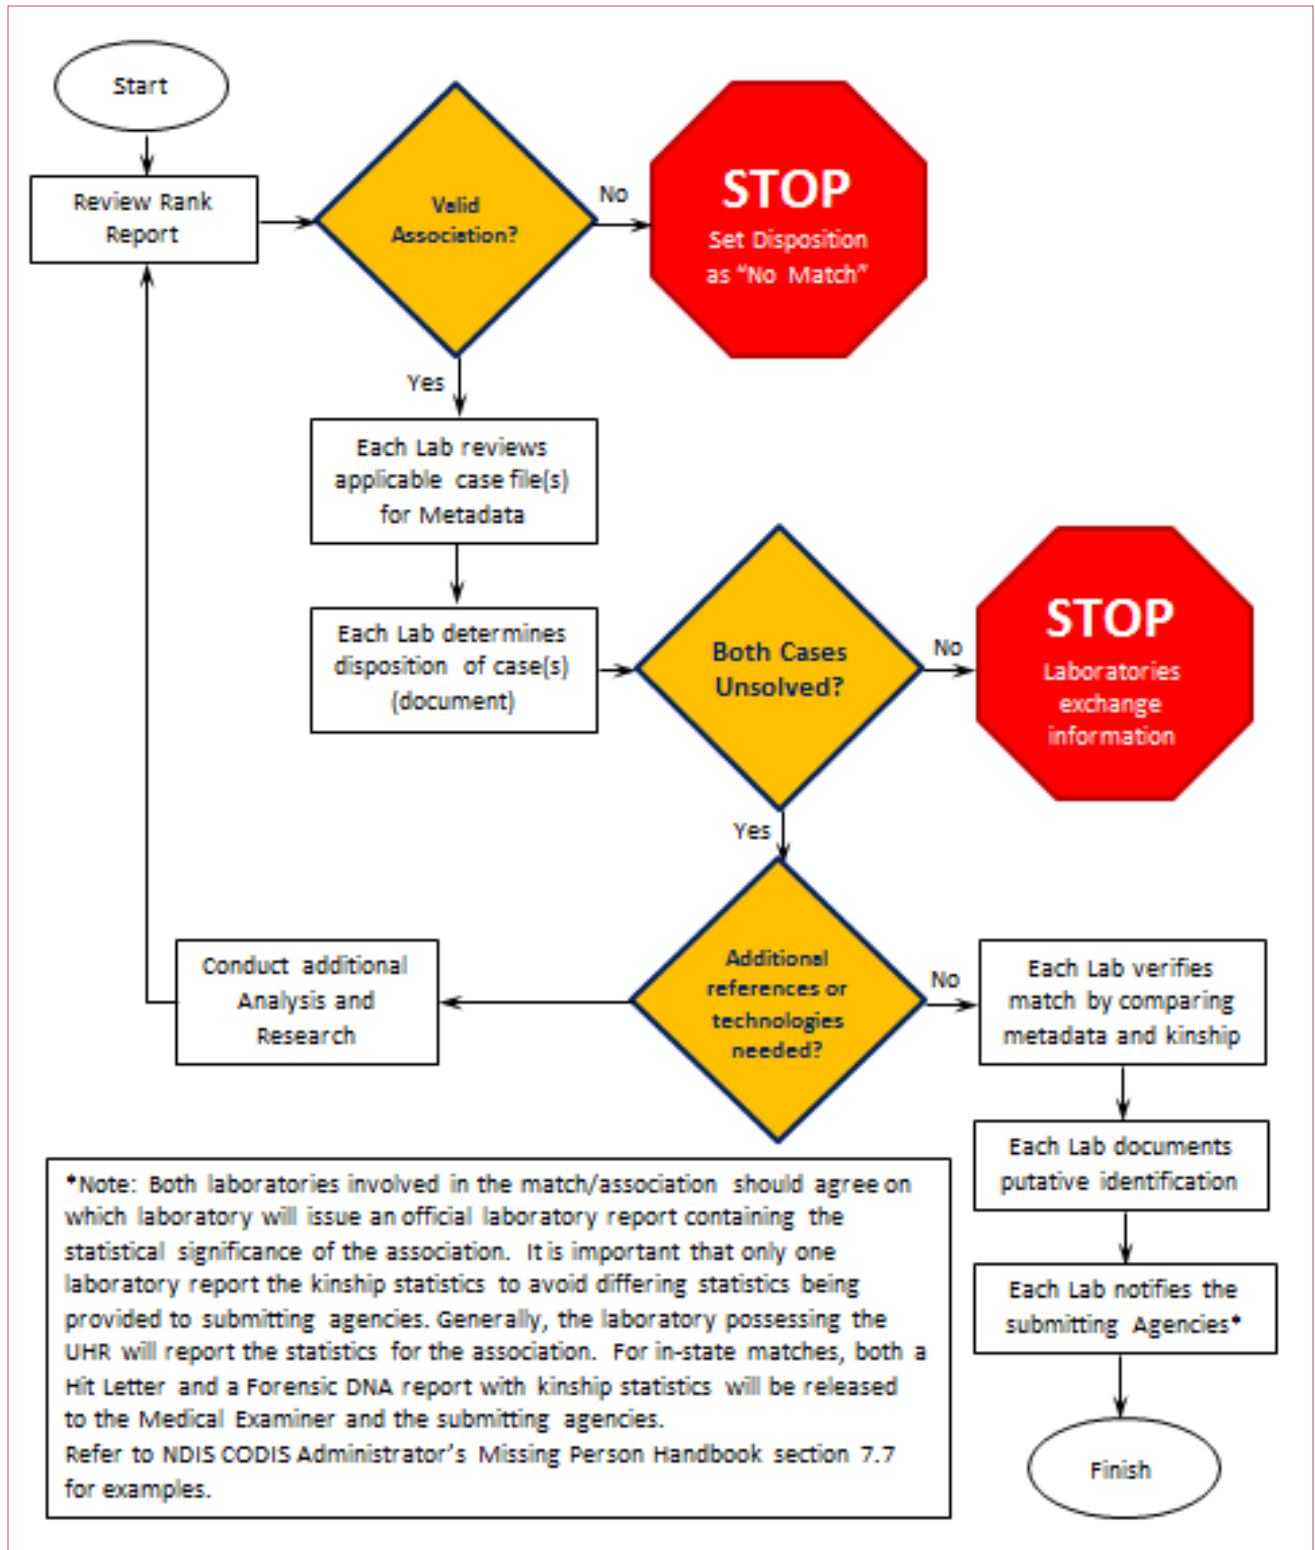 Start
Review Rank
Report
Valid
Association?
No
STOP
Set Disposition
as “No Match”
Yes
Each Lab reviews
applicable case file(s)
for Metadata
Each Lab determines
disposition of case(s)
(document)
Both Cases
Unsolved?
No
STOP
Laboratories
exchange
information
Yes
Additional
references or
technologies
needed?
Conduct additional
Analysis and
Research
No
Each Lab verifies
match by comparing
metadata and kinship
Each Lab documents
putative identification
Each Lab notifies the
submitting Agencies*
Finish
*Note: Both laboratories involved in the match/association should agree on
which laboratory will issue an official laboratory report containing the
statistical significance of the association. It is important that only one
laboratory report the kinship statistics to avoid differing statistics being
provided to submitting agencies. Generally, the laboratory possessing the
UHR will report the statistics for the association. For in-state matches, both a
Hit Letter and a Forensic DNA report with kinship statistics will be released
to the Medical Examiner and the submitting agencies.
Refer to NDIS CODIS Administrator’s Missing Person Handbook section 7.7
for examples.